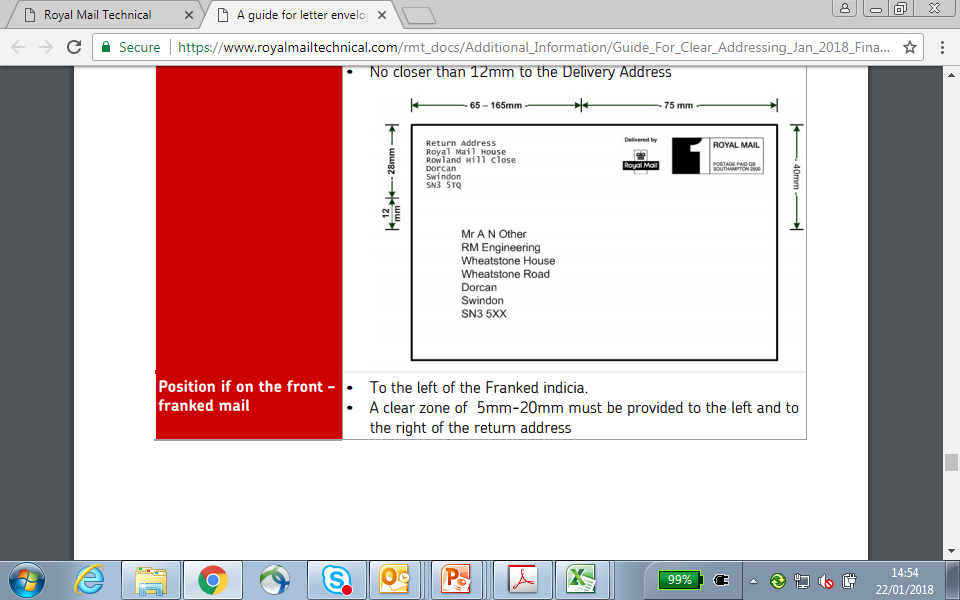 Royal Mail Technical
A guide for letter envelo
Secure
https://www.royalmailtechnical.com/rmt_docs/Additional_Information/Guide_For_Clear_Addressing_Jan_2018_Fina...
• No closer than 12mm to the Delivery Address
65 – 165mm
75 mm
28mm
12 mm
40mm
Return Address
Royal Mail House
Rowland Hill Close
Dorcan
Swindon
SN3 5TQ
Delivered by
Royal Mail
1
ROYAL MAIL
POSTAGE PAID GB
SOUTHAMPTON 2500
Mr A N Other
RM Engineering
Wheatstone House
Wheatstone Road
Dorcan
Swindon
SN3 5XX
Position if on the front –
franked mail
• To the left of the Franked indicia.
• A clear zone of 5mm-20mm must be provided to the left and to
the right of the return address
99%
14:54
22/01/2018